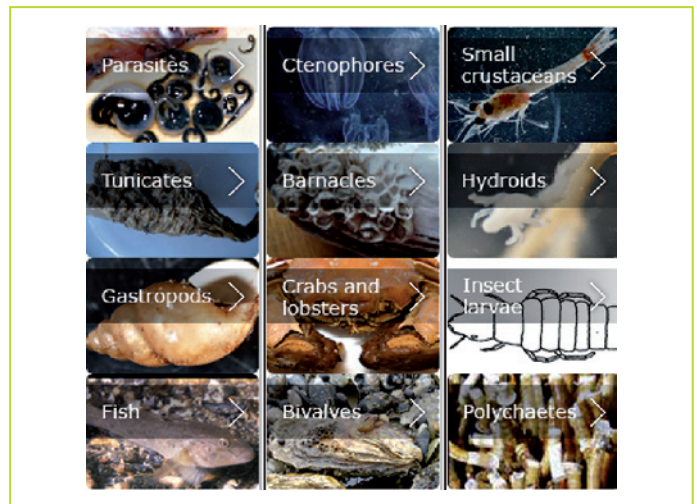 Parasites
Ctenophores
Small
crustaceans
Tunicates
Barnacles
Hydroids
Gastropods
Crabs and
lobsters
Insect
larvae
Fish
Bivalves
Polychaetes